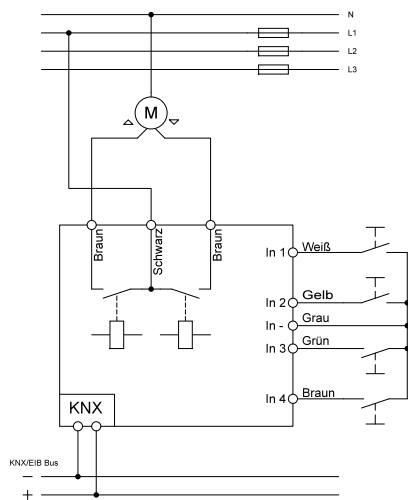 N
L1
L2
L3
M
Braun
Schwarz
Braun
In 1 Weiß
In 2 Gelb
In - Grau
In 3 Grün
In 4 Braun
KNX
KNX/EIB Bus
−
+